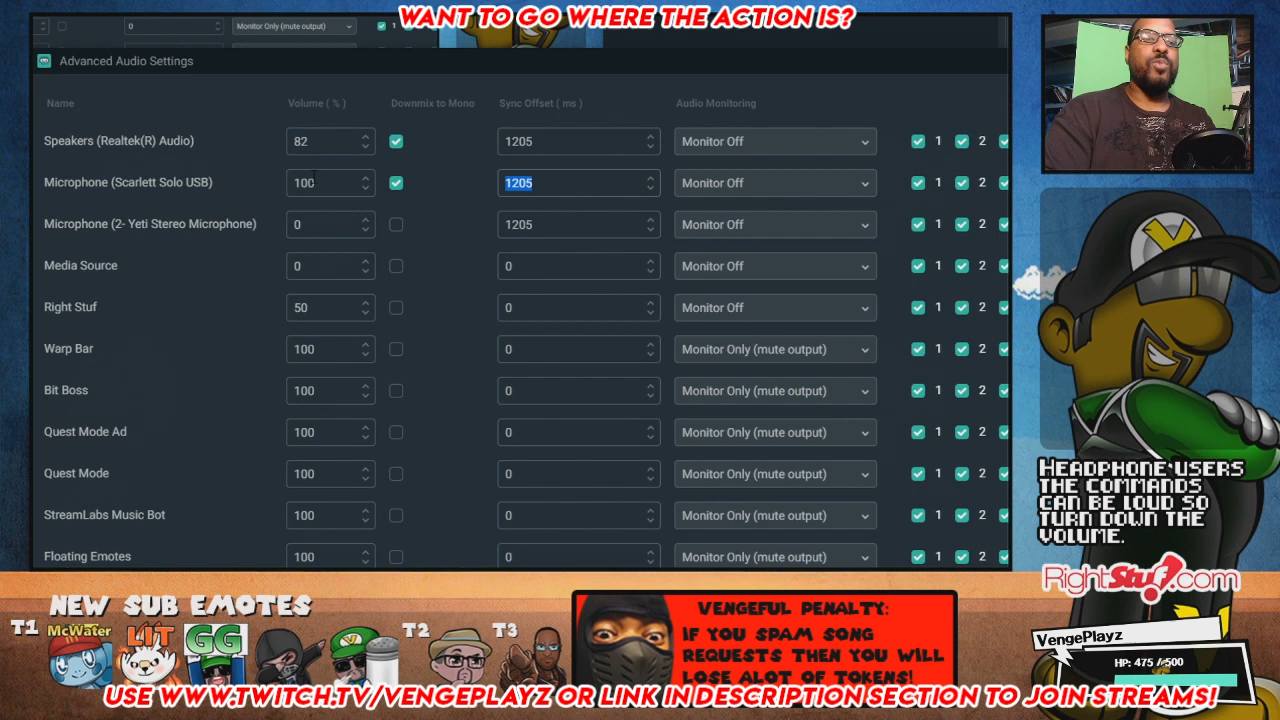 WANT TO GO WHERE THE ACTION IS?
0 Monitor Only (mute output)
Advanced Audio Settings
Name Volume ( % ) Downmix to Mono Sync Offset ( ms ) Audio Monitoring
Speakers (Realtek(R) Audio) 82 1205 Monitor Off 1 2
Microphone (Scarlett Solo USB) 100 1205 Monitor Off 1 2
Microphone (2- Yeti Stereo Microphone) 0 1205 Monitor Off 1 2
Media Source 0 0 Monitor Off 1 2
Right Stuf 50 0 Monitor Off 1 2
Warp Bar 100 0 Monitor Only (mute output) 1 2
Bit Boss 100 0 Monitor Only (mute output) 1 2
Quest Mode Ad 100 0 Monitor Only (mute output) 1 2
Quest Mode 100 0 Monitor Only (mute output) 1 2
StreamLabs Music Bot 100 0 Monitor Only (mute output) 1 2
Floating Emotes 100 0 Monitor Only (mute output) 1 2
V
HEADPHONE USERS
THE COMMANDS
CAN BE LOUD SO
TURN DOWN THE
VOLUME.
RightStuf!.com
VengePlayz
HP: 475 / 500
NEW SUB EMOTES
T1 McWater LIT GG T2 T3
VENGEFUL PENALTY:
IF YOU SPAM SONG
REQUESTS THEN YOU WILL
LOSE ALOT OF TOKENS!
USE WWW.TWITCH.TV/VENGEPLAYZ OR LINK IN DESCRIPTION SECTION TO JOIN STREAMS!